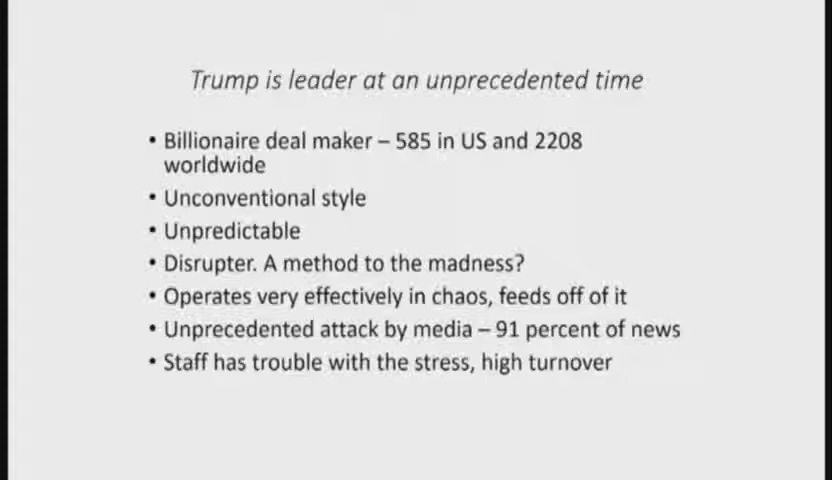 Trump is leader at an unprecedented time
• Billionaire deal maker – 585 in US and 2208
worldwide
• Unconventional style
• Unpredictable
• Disrupter. A method to the madness?
• Operates very effectively in chaos, feeds off of it
• Unprecedented attack by media – 91 percent of news
• Staff has trouble with the stress, high turnover